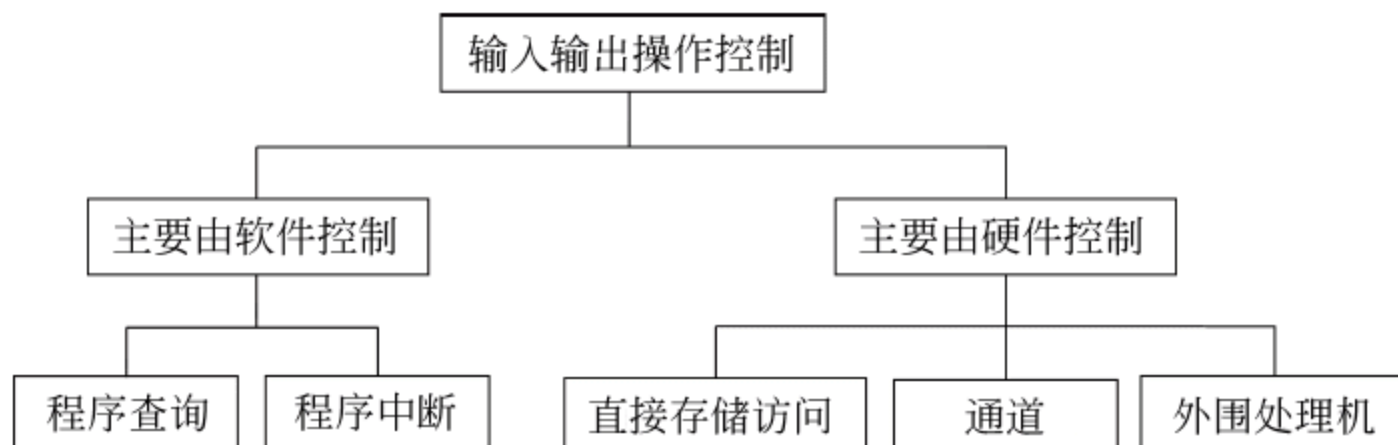 输入输出操作控制
主要由软件控制
主要由硬件控制
程序查询
程序中断
直接存储访问
通道
外围处理机